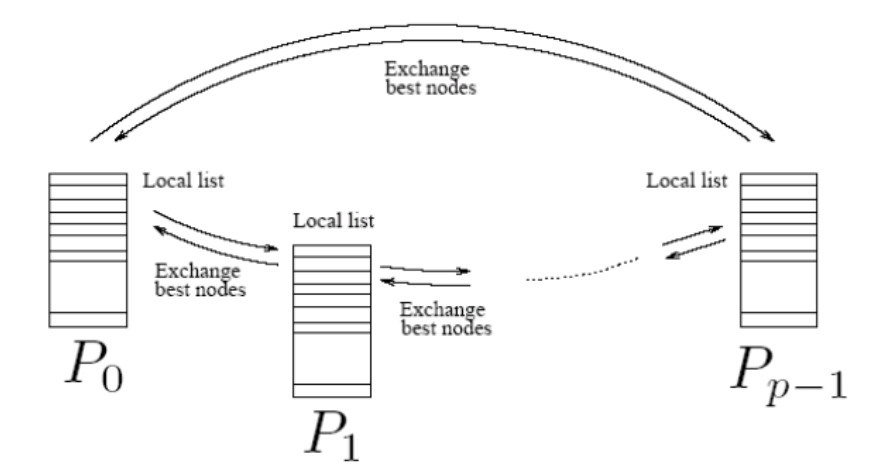 Exchange
best nodes
Local list
Local list
Local list
Exchange
best nodes
Exchange
best nodes
P_0
P_1
P_{p-1}